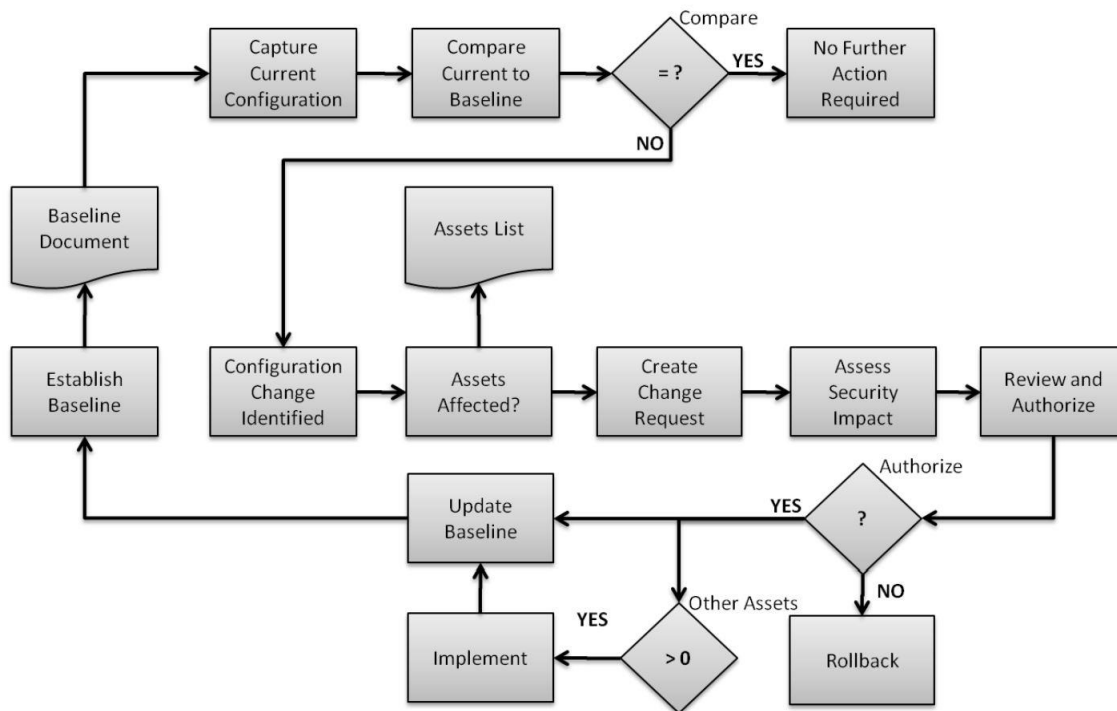 Compare
Capture
Current
Configuration
Compare
Current to
Baseline
= ?
YES
No Further
Action
Required
NO
Baseline
Document
Assets List
Establish
Baseline
Configuration
Change
Identified
Assets
Affected?
Create
Change
Request
Assess
Security
Impact
Review and
Authorize
Authorize
Update
Baseline
YES
?
NO
Other Assets
YES
Implement
> 0
Rollback